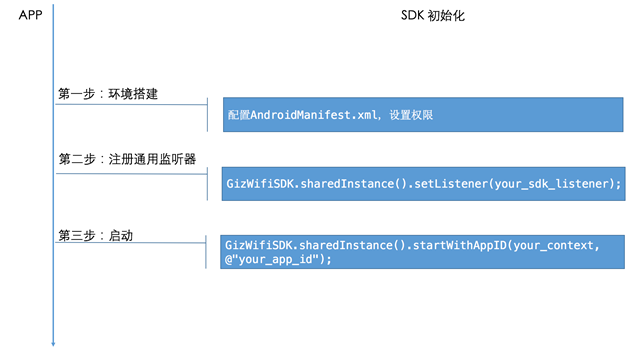 APP
SDK 初始化
第一步：环境搭建
配置AndroidManifest.xml，设置权限
第二步：注册通用监听器
GizWifiSDK.sharedInstance().setListener(your_sdk_listener);
第三步：启动
GizWifiSDK.sharedInstance().startWithAppID(your_context,
@"your_app_id");